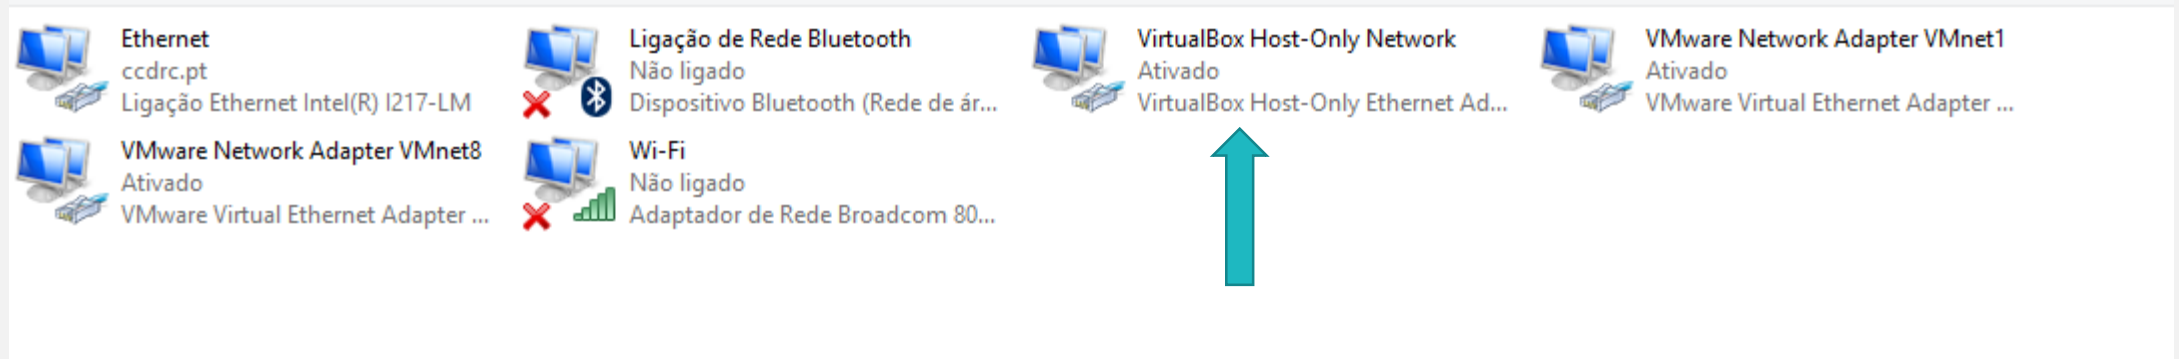 Ethernet
ccdrc.pt
Ligação Ethernet Intel(R) I217-LM
Ligação de Rede Bluetooth
Não ligado
Dispositivo Bluetooth (Rede de ár...
VirtualBox Host-Only Network
Ativado
VirtualBox Host-Only Ethernet Ad...
VMware Network Adapter VMnet1
Ativado
VMware Virtual Ethernet Adapter ...
VMware Network Adapter VMnet8
Ativado
VMware Virtual Ethernet Adapter ...
Wi-Fi
Não ligado
Adaptador de Rede Broadcom 80...